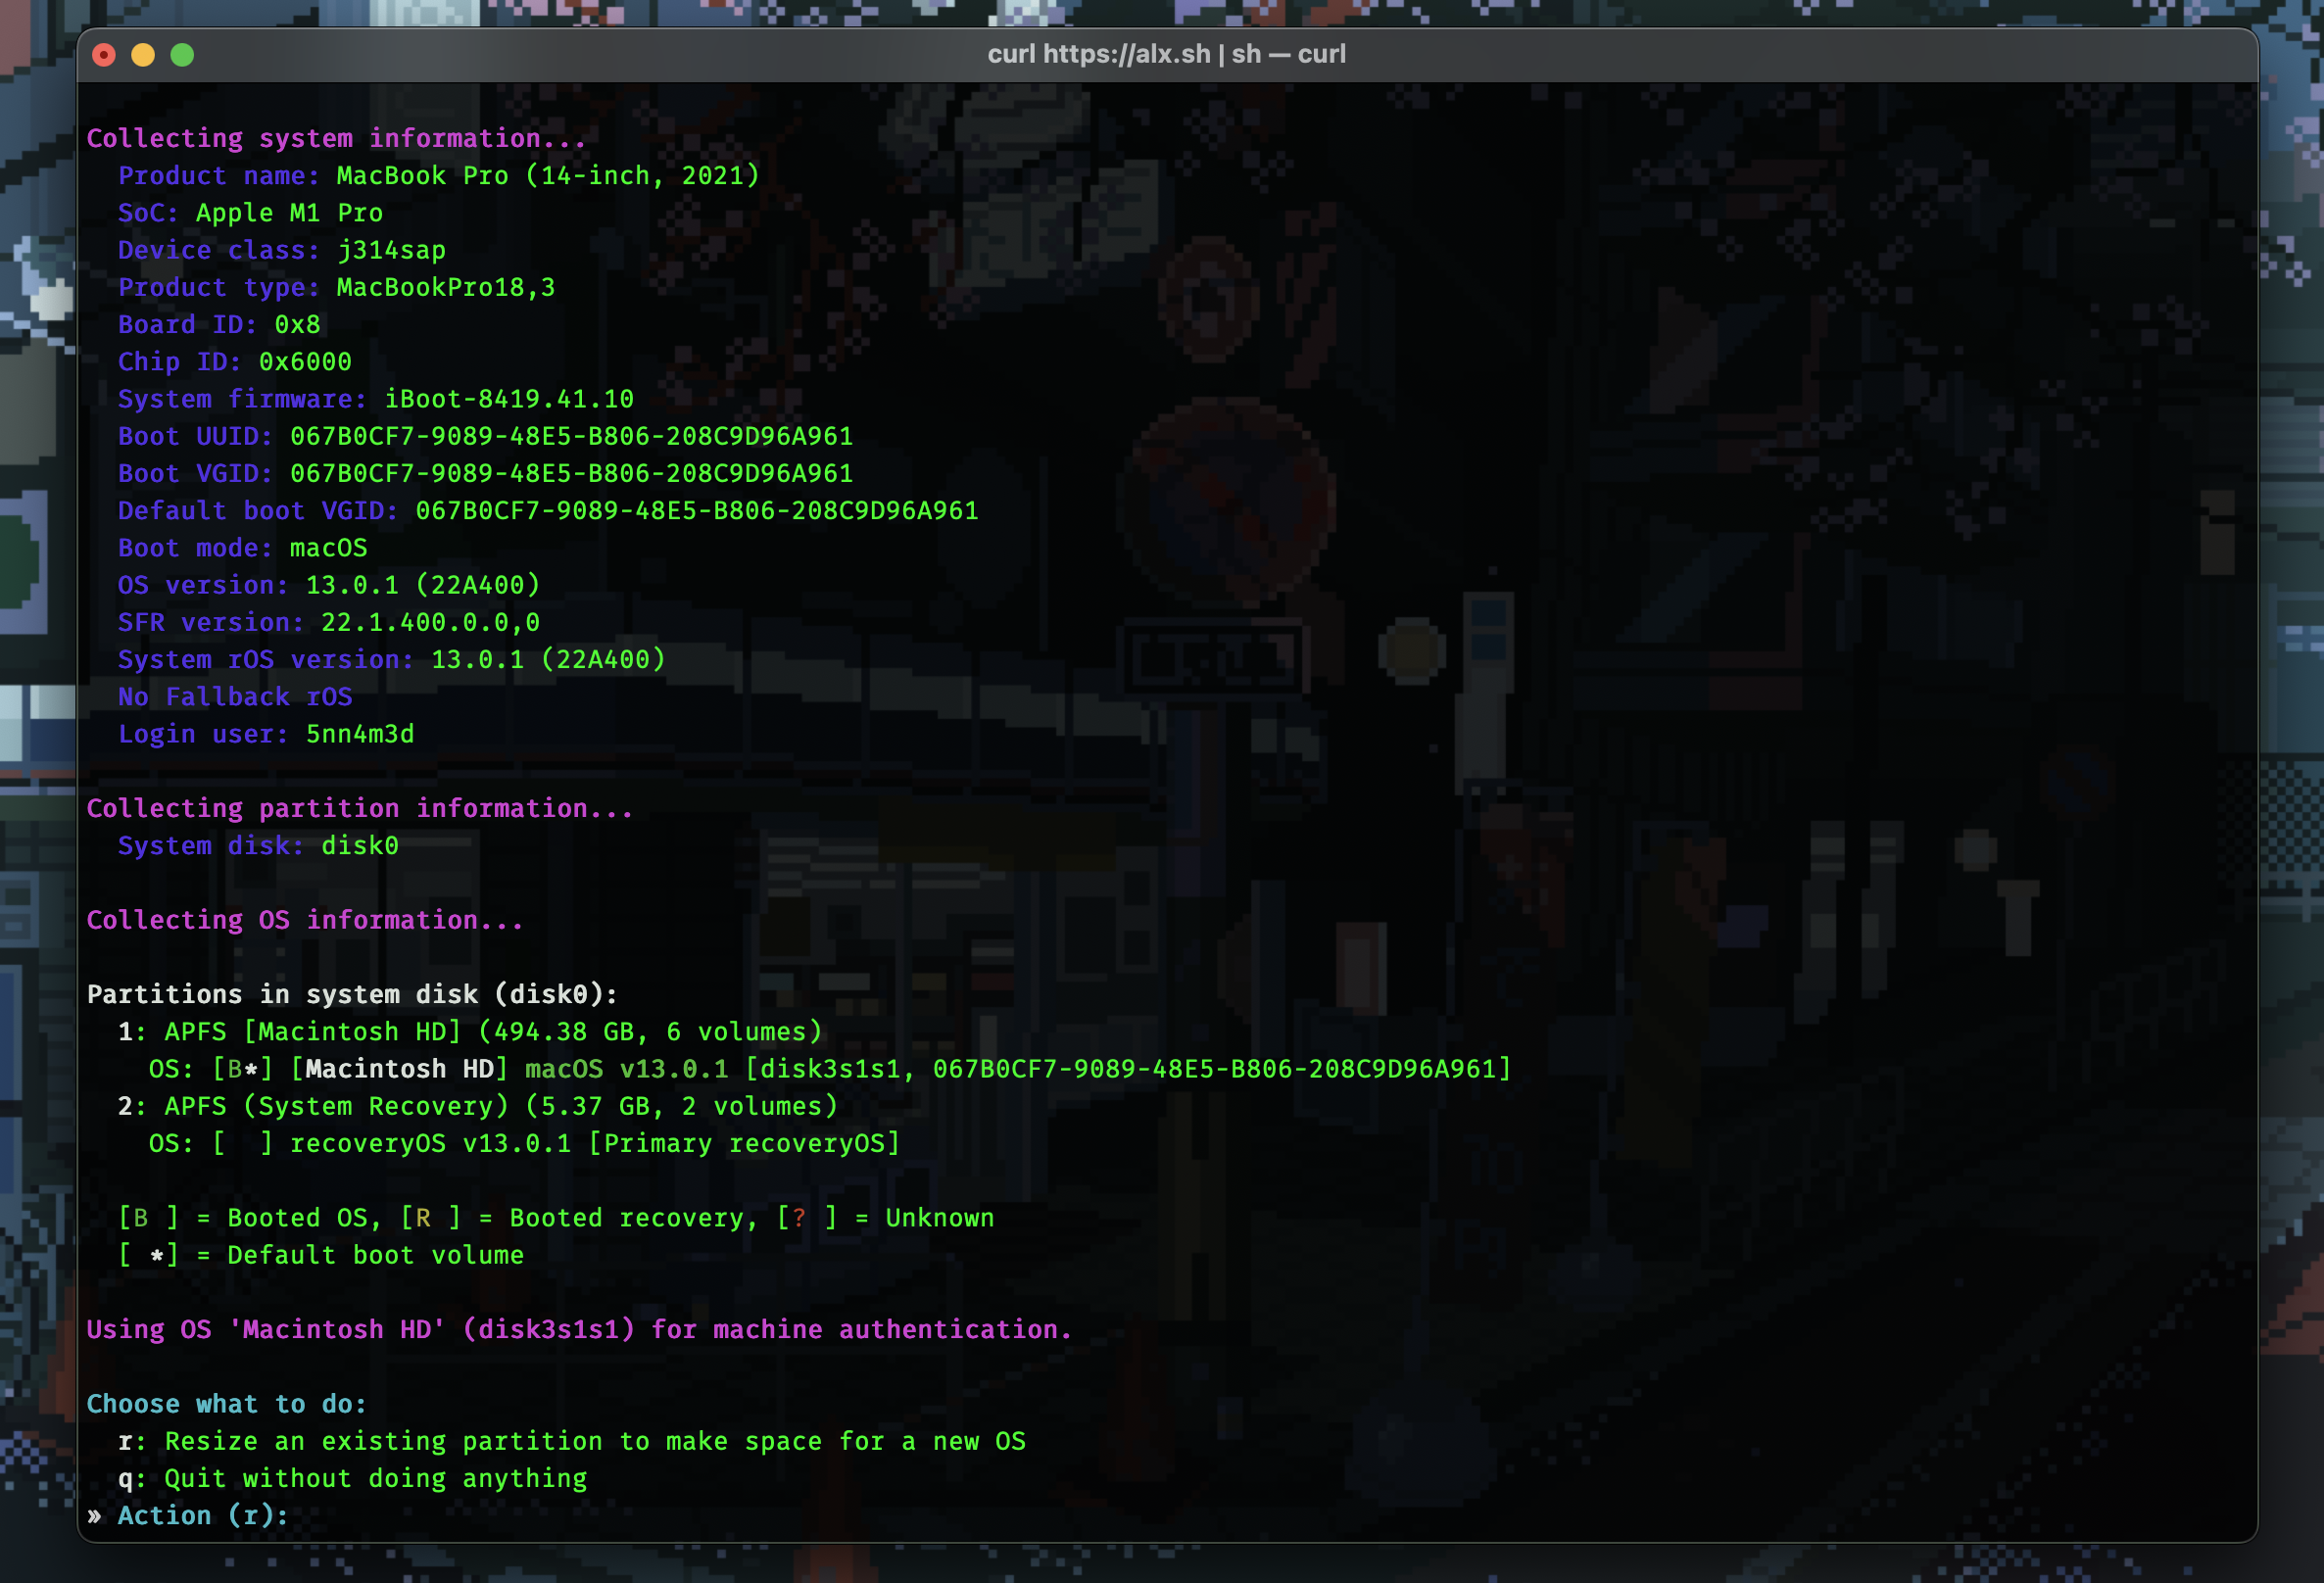 curl https://alx.sh | sh — curl
Collecting system information...
Product name: MacBook Pro (14-inch, 2021)
SoC: Apple M1 Pro
Device class: j314sap
Product type: MacBookPro18,3
Board ID: 0x8
Chip ID: 0x6000
System firmware: iBoot-8419.41.10
Boot UUID: 067B0CF7-9089-48E5-B806-208C9D96A961
Boot VGID: 067B0CF7-9089-48E5-B806-208C9D96A961
Default boot VGID: 067B0CF7-9089-48E5-B806-208C9D96A961
Boot mode: macOS
OS version: 13.0.1 (22A400)
SFR version: 22.1.400.0.0,0
System rOS version: 13.0.1 (22A400)
No Fallback rOS
Login user: 5nn4m3d
Collecting partition information...
System disk: disk0
Collecting OS information...
Partitions in system disk (disk0):
1: APFS [Macintosh HD] (494.38 GB, 6 volumes)
OS: [B*] [Macintosh HD] macOS v13.0.1 [disk3s1s1, 067B0CF7-9089-48E5-B806-208C9D96A961]
2: APFS (System Recovery) (5.37 GB, 2 volumes)
OS: [  ] recoveryOS v13.0.1 [Primary recoveryOS]
[B ] = Booted OS, [R ] = Booted recovery, [? ] = Unknown
[ *] = Default boot volume
Using OS 'Macintosh HD' (disk3s1s1) for machine authentication.
Choose what to do:
r: Resize an existing partition to make space for a new OS
q: Quit without doing anything
» Action (r):